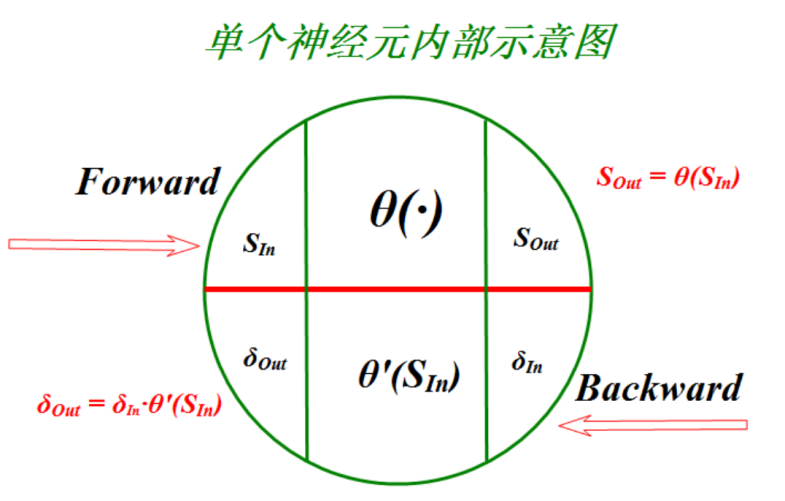 单个神经元内部示意图
Forward
S_Out = θ(S_In)
θ(·)
S_In
S_Out
δ_Out
θ'(S_In)
δ_In
Backward
δ_Out = δ_In·θ'(S_In)